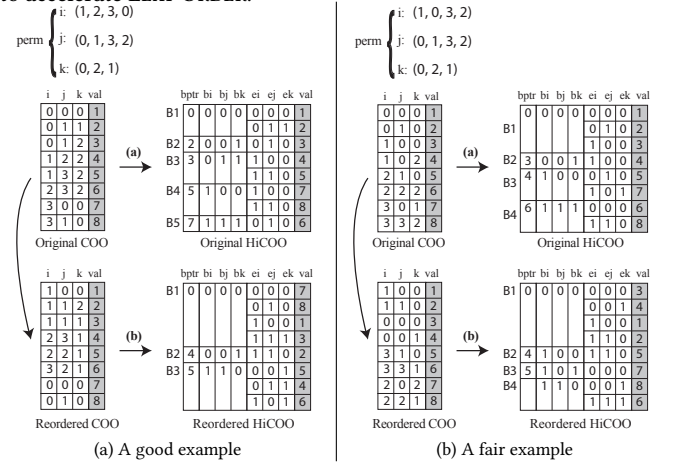 to accelerate LEXI-ORDER.
perm
i: (1, 2, 3, 0)
j: (0, 1, 3, 2)
k: (0, 2, 1)
i j k val
0 0 0 1
0 1 1 2
0 1 2 3
1 2 2 4
1 3 2 5
2 3 2 6
3 0 0 7
3 1 0 8
Original COO
(a)
bptr bi bj bk ei ej ek val
B1 0 0 0 0 0 0 0 1
0 1 1 2
B2 2 0 0 1 0 1 0 3
B3 3 0 1 1 1 0 0 4
1 1 0 5
B4 5 1 0 0 1 0 0 7
1 1 0 8
B5 7 1 1 1 0 1 0 6
Original HiCOO
i j k val
1 0 0 1
1 1 2 2
1 1 1 3
2 3 1 4
2 2 1 5
3 2 1 6
0 0 0 7
0 1 0 8
Reordered COO
(b)
bptr bi bj bk ei ej ek val
B1 0 0 0 0 0 0 0 7
0 1 0 8
1 0 0 1
1 1 1 3
B2 4 0 0 1 1 1 0 2
B3 5 1 1 0 0 0 1 5
0 1 1 4
1 0 1 6
Reordered HiCOO
(a) A good example
perm
i: (1, 0, 3, 2)
j: (0, 1, 3, 2)
k: (0, 2, 1)
i j k val
0 0 0 1
0 1 0 2
1 0 0 3
1 0 2 4
2 1 0 5
2 2 2 6
3 0 1 7
3 3 2 8
Original COO
(a)
bptr bi bj bk ei ej ek val
B1 0 0 0 0 0 0 0 1
0 1 0 2
1 0 0 3
B2 3 0 0 1 1 0 0 4
B3 4 1 0 0 0 1 0 5
1 0 1 7
B4 6 1 1 1 0 0 0 6
1 1 0 8
Original HiCOO
i j k val
1 0 0 1
1 1 0 2
0 0 0 3
0 0 1 4
3 1 0 5
3 3 1 6
2 0 2 7
2 2 1 8
Reordered COO
(b)
bptr bi bj bk ei ej ek val
B1 0 0 0 0 0 0 0 3
0 0 1 4
1 0 0 1
1 1 0 2
B2 4 1 0 0 1 1 0 5
B3 5 1 0 1 0 0 0 7
B4 1 1 0 0 0 1 8
1 1 1 6
Reordered HiCOO
(b) A fair example